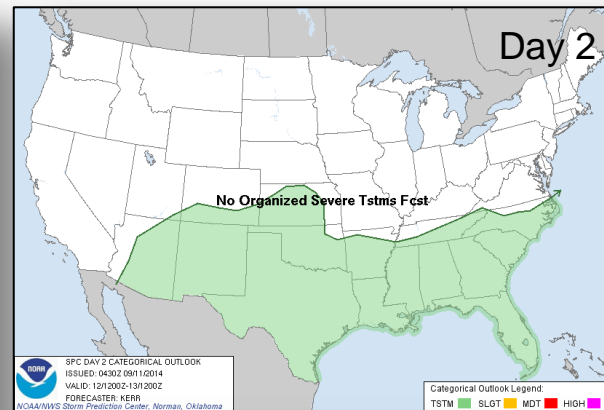 Day 2
No Organized Severe Tstms Fcst
NOAA
SPC DAY 2 CATEGORICAL OUTLOOK
ISSUED: 0430Z 09/11/2014
VALID: 12/1200Z-13/1200Z
FORECASTER: KERR
NOAA/NWS Storm Prediction Center, Norman, Oklahoma
Categorical Outlook Legend:
TSTM SLGT MDT HIGH